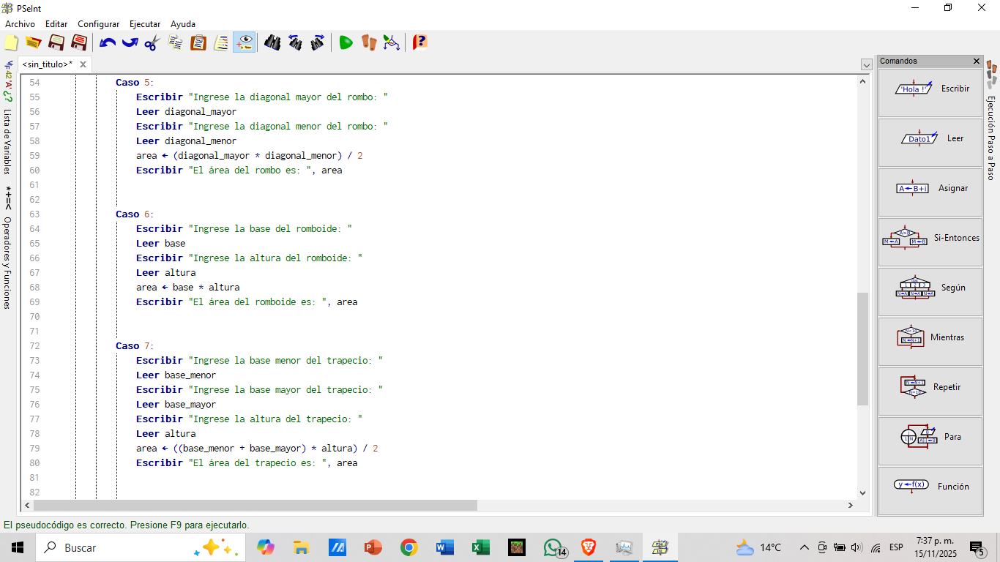 PSeInt
Archivo Editar Configurar Ejecutar Ayuda
<sin_titulo>*
Lista de Variables
Operadores y Funciones
54 Caso 5:
55 Escribir "Ingrese la diagonal mayor del rombo: "
56 Leer diagonal_mayor
57 Escribir "Ingrese la diagonal menor del rombo: "
58 Leer diagonal_menor
59 area ← (diagonal_mayor * diagonal_menor) / 2
60 Escribir "El área del rombo es: ", area
61
62
63 Caso 6:
64 Escribir "Ingrese la base del romboide: "
65 Leer base
66 Escribir "Ingrese la altura del romboide: "
67 Leer altura
68 area ← base * altura
69 Escribir "El área del romboide es: ", area
70
71
72 Caso 7:
73 Escribir "Ingrese la base menor del trapecio: "
74 Leer base_menor
75 Escribir "Ingrese la base mayor del trapecio: "
76 Leer base_mayor
77 Escribir "Ingrese la altura del trapecio: "
78 Leer altura
79 area ← ((base_menor + base_mayor) * altura) / 2
80 Escribir "El área del trapecio es: ", area
81
82
Comandos
'Hola !' Escribir
Dato1 Leer
A←B+i Asignar
A>B M←A M←B Si-Entonces
Según
Mientras
Repetir
Para
y←f(x) Función
Ejecución Paso a Paso
El pseudocódigo es correcto. Presione F9 para ejecutarlo.
Buscar
14
14°C
ESP
7:37 p. m.
15/11/2025
5